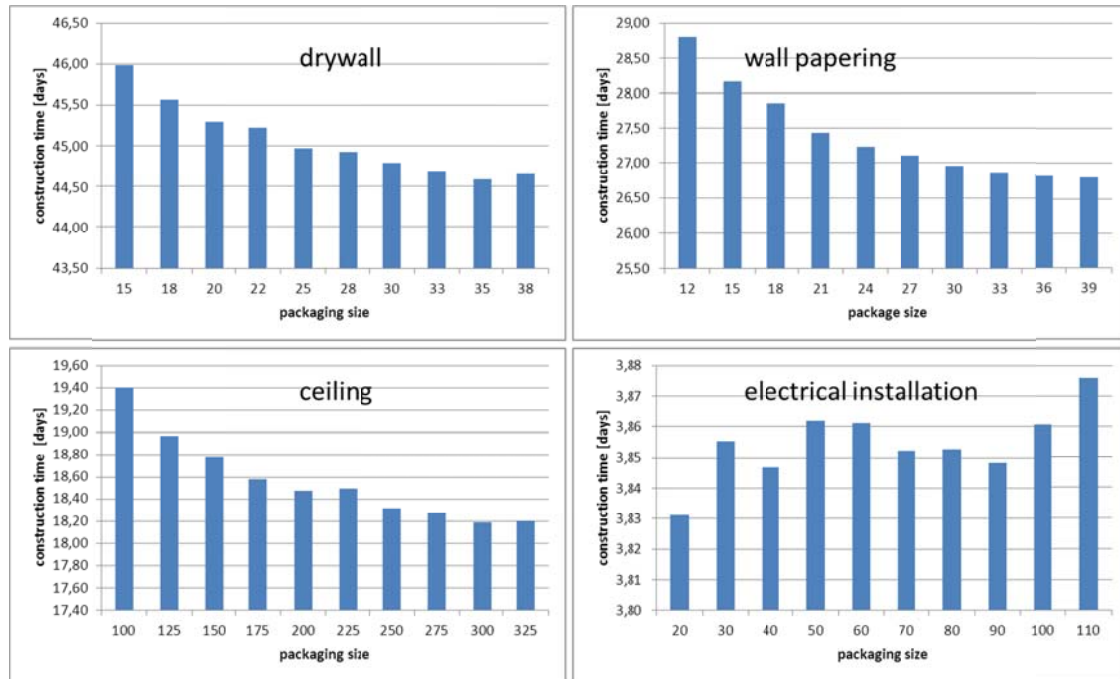 drywall
construction time [days]
46,50
46,00
45,50
45,00
44,50
44,00
43,50
15 18 20 22 25 28 30 33 35 38
packaging size
wall papering
construction time [days]
29,00
28,50
28,00
27,50
27,00
26,50
26,00
25,50
12 15 18 21 24 27 30 33 36 39
package size
ceiling
construction time [days]
19,60
19,40
19,20
19,00
18,80
18,60
18,40
18,20
18,00
17,80
17,60
17,40
100 125 150 175 200 225 250 275 300 325
packaging size
electrical installation
construction time [days]
3,88
3,87
3,86
3,85
3,84
3,83
3,82
3,81
3,80
20 30 40 50 60 70 80 90 100 110
packaging size